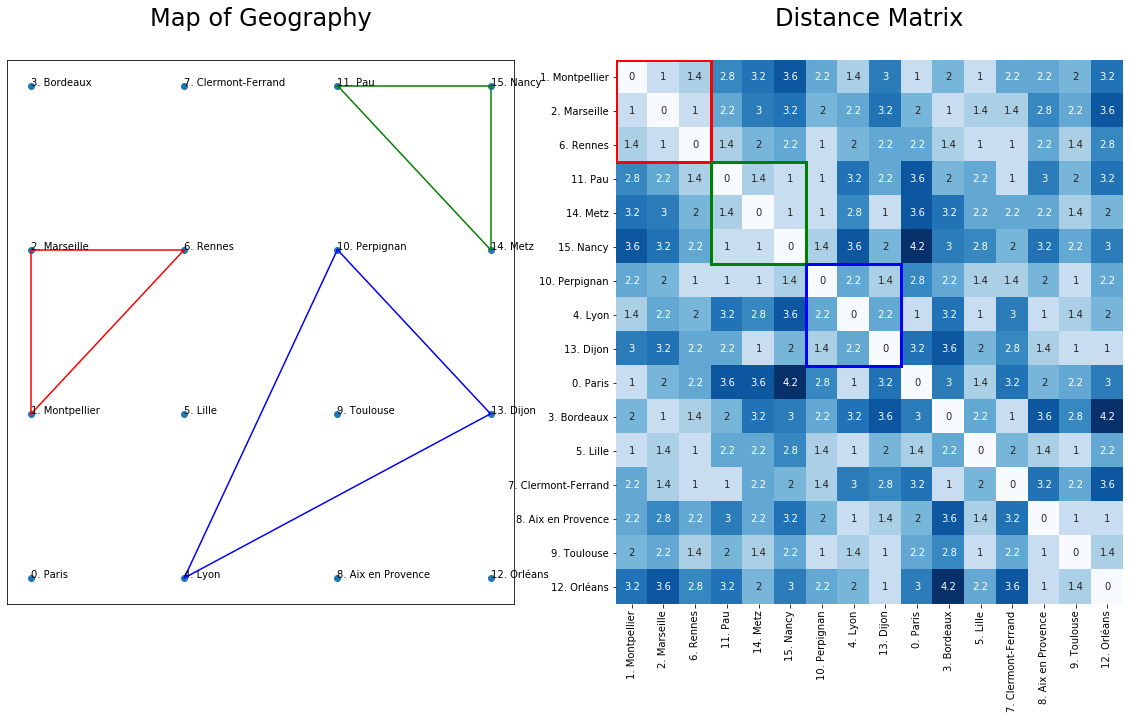 Map of Geography
3. Bordeaux
7. Clermont-Ferrand
11. Pau
15. Nancy
2. Marseille
6. Rennes
10. Perpignan
14. Metz
1. Montpellier
5. Lille
9. Toulouse
13. Dijon
0. Paris
4. Lyon
8. Aix en Provence
12. Orléans
Distance Matrix
1. Montpellier 0 1 1.4 2.8 3.2 3.6 2.2 1.4 3 1 2 1 2.2 2.2 2 3.2
2. Marseille 1 0 1 2.2 3 3.2 2 2.2 3.2 2 1 1.4 1.4 2.8 2.2 3.6
6. Rennes 1.4 1 0 1.4 2 2.2 1 2 2.2 2.2 1.4 1 1 2.2 1.4 2.8
11. Pau 2.8 2.2 1.4 0 1.4 1 1 3.2 2.2 3.6 2 2.2 1 3 2 3.2
14. Metz 3.2 3 2 1.4 0 1 1 2.8 1 3.6 3.2 2.2 2.2 2.2 1.4 2
15. Nancy 3.6 3.2 2.2 1 1 0 1.4 3.6 2 4.2 3 2.8 2 3.2 2.2 3
10. Perpignan 2.2 2 1 1 1 1.4 0 2.2 1.4 2.8 2.2 1.4 1.4 2 1 2.2
4. Lyon 1.4 2.2 2 3.2 2.8 3.6 2.2 0 2.2 1 3.2 1 3 1 1.4 2
13. Dijon 3 3.2 2.2 2.2 1 2 1.4 2.2 0 3.2 3.6 2 2.8 1.4 1 1
0. Paris 1 2 2.2 3.6 3.6 4.2 2.8 1 3.2 0 3 1.4 3.2 2 2.2 3
3. Bordeaux 2 1 1.4 2 3.2 3 2.2 3.2 3.6 3 0 2.2 1 3.6 2.8 4.2
5. Lille 1 1.4 1 2.2 2.2 2.8 1.4 1 2 1.4 2.2 0 2 1.4 1 2.2
7. Clermont-Ferrand 2.2 1.4 1 1 2.2 2 1.4 3 2.8 3.2 1 2 0 3.2 2.2 3.6
8. Aix en Provence 2.2 2.8 2.2 3 2.2 3.2 2 1 1.4 2 3.6 1.4 3.2 0 1 1
9. Toulouse 2 2.2 1.4 2 1.4 2.2 1 1.4 1 2.2 2.8 1 2.2 1 0 1.4
12. Orléans 3.2 3.6 2.8 3.2 2 3 2.2 2 1 3 4.2 2.2 3.6 1 1.4 0
1. Montpellier
2. Marseille
6. Rennes
11. Pau
14. Metz
15. Nancy
10. Perpignan
4. Lyon
13. Dijon
0. Paris
3. Bordeaux
5. Lille
7. Clermont-Ferrand
8. Aix en Provence
9. Toulouse
12. Orléans